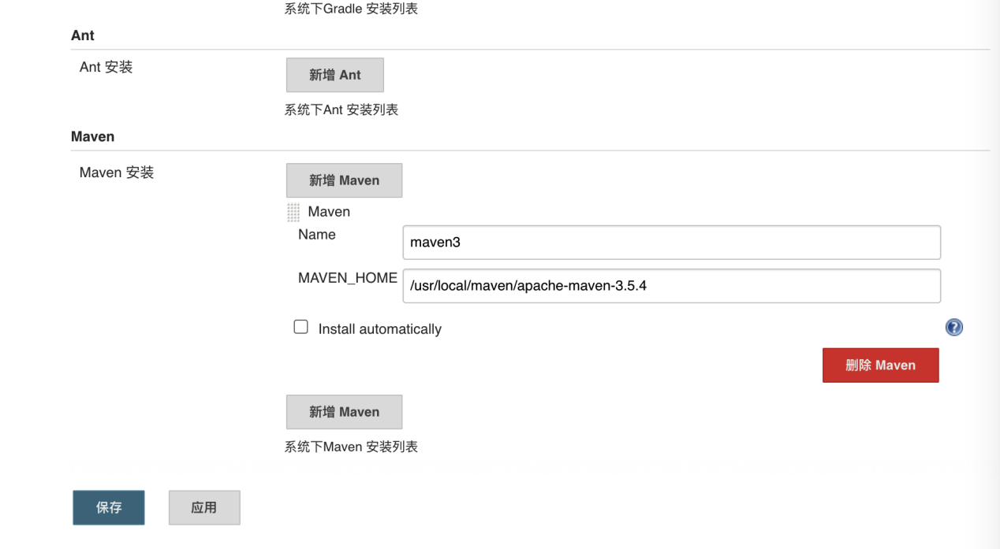 系统下Gradle 安装列表
Ant
Ant 安装
新增 Ant
系统下Ant 安装列表
Maven
Maven 安装
新增 Maven
Maven
Name
maven3
MAVEN_HOME
/usr/local/maven/apache-maven-3.5.4
Install automatically
?
删除 Maven
新增 Maven
系统下Maven 安装列表
保存
应用